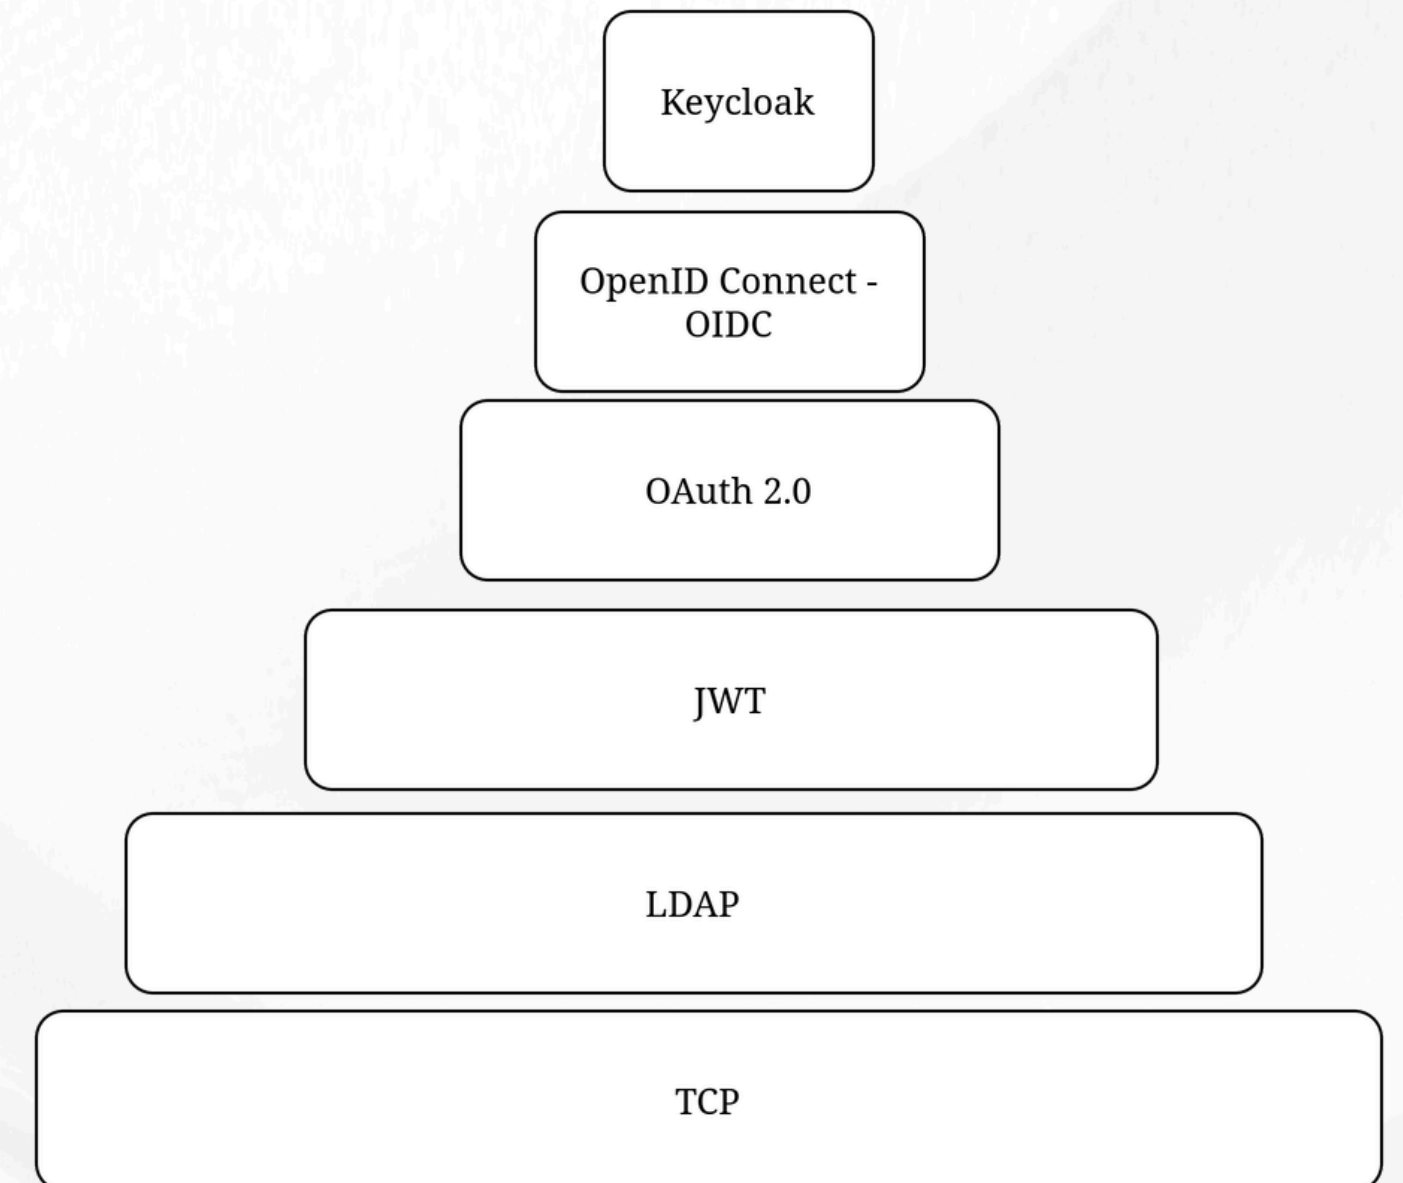 Keycloak
OpenID Connect -
OIDC
OAuth 2.0
JWT
LDAP
TCP